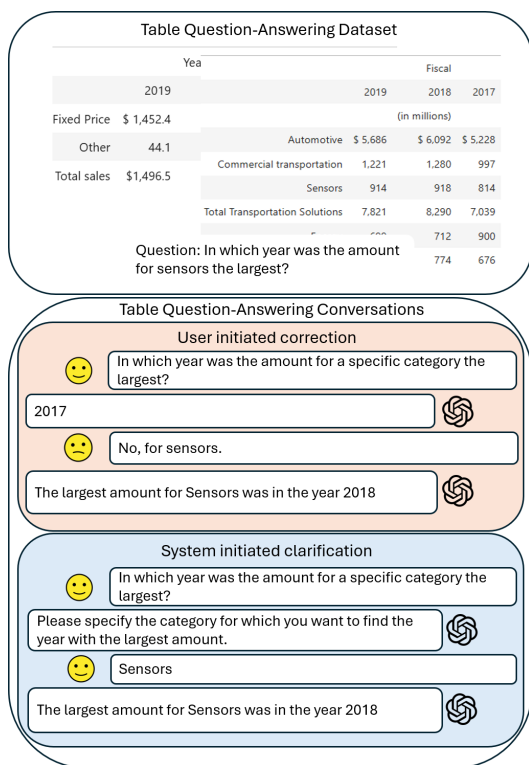 Table Question-Answering Dataset
Fiscal
2019
2019 2018 2017
(in millions)
Fixed Price $ 1,452.4
Automotive $ 5,686 $ 6,092 $ 5,228
Other 44.1
Commercial transportation 1,221 1,280 997
Total sales $1,496.5
Sensors 914 918 814
Total Transportation Solutions 7,821 8,290 7,039
712 900
774 676
Question: In which year was the amount
for sensors the largest?
Table Question-Answering Conversations
User initiated correction
In which year was the amount for a specific category the
largest?
2017
No, for sensors.
The largest amount for Sensors was in the year 2018
System initiated clarification
In which year was the amount for a specific category the
largest?
Please specify the category for which you want to find the
year with the largest amount.
Sensors
The largest amount for Sensors was in the year 2018